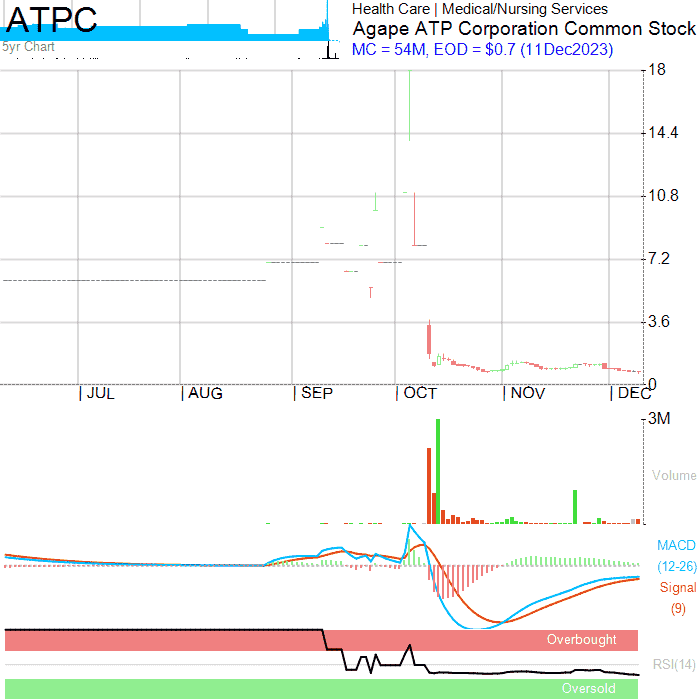 ATPC
5yr Chart
Health Care | Medical/Nursing Services
Agape ATP Corporation Common Stock
MC = 54M, EOD = $0.7 (11Dec2023)
18
14.4
10.8
7.2
3.6
0
JUL AUG SEP OCT NOV DEC
3M
Volume
MACD
(12-26)
Signal
(9)
Overbought
RSI(14)
Oversold